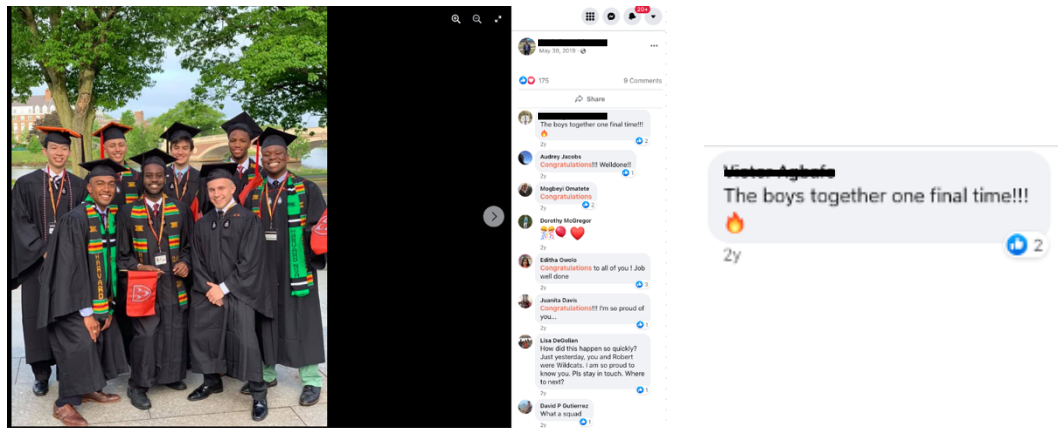 HARVARD
20+
May 30, 2019
175
9 Comments
Share
The boys together one final time!!!
2y
2
Audrey Jacobs
Congratulations!!! Welldone!!
1
2y
Mogbeyi Omatete
Congratulations
2
2y
Dorothy McGregor
2y
Editha Owolo
Congratulations to all of you ! Job
well done
2y
3
Juanita Davis
Congratulations!!! I'm so proud of
you...
2y
1
Lisa DeGolian
How did this happen so quickly?
Just yesterday, you and Robert
were Wildcats. I am so proud to
know you. Pls stay in touch. Where
to next?
2y
1
David P Gutierrez
What a squad
2y
1
The boys together one final time!!!
2
2y